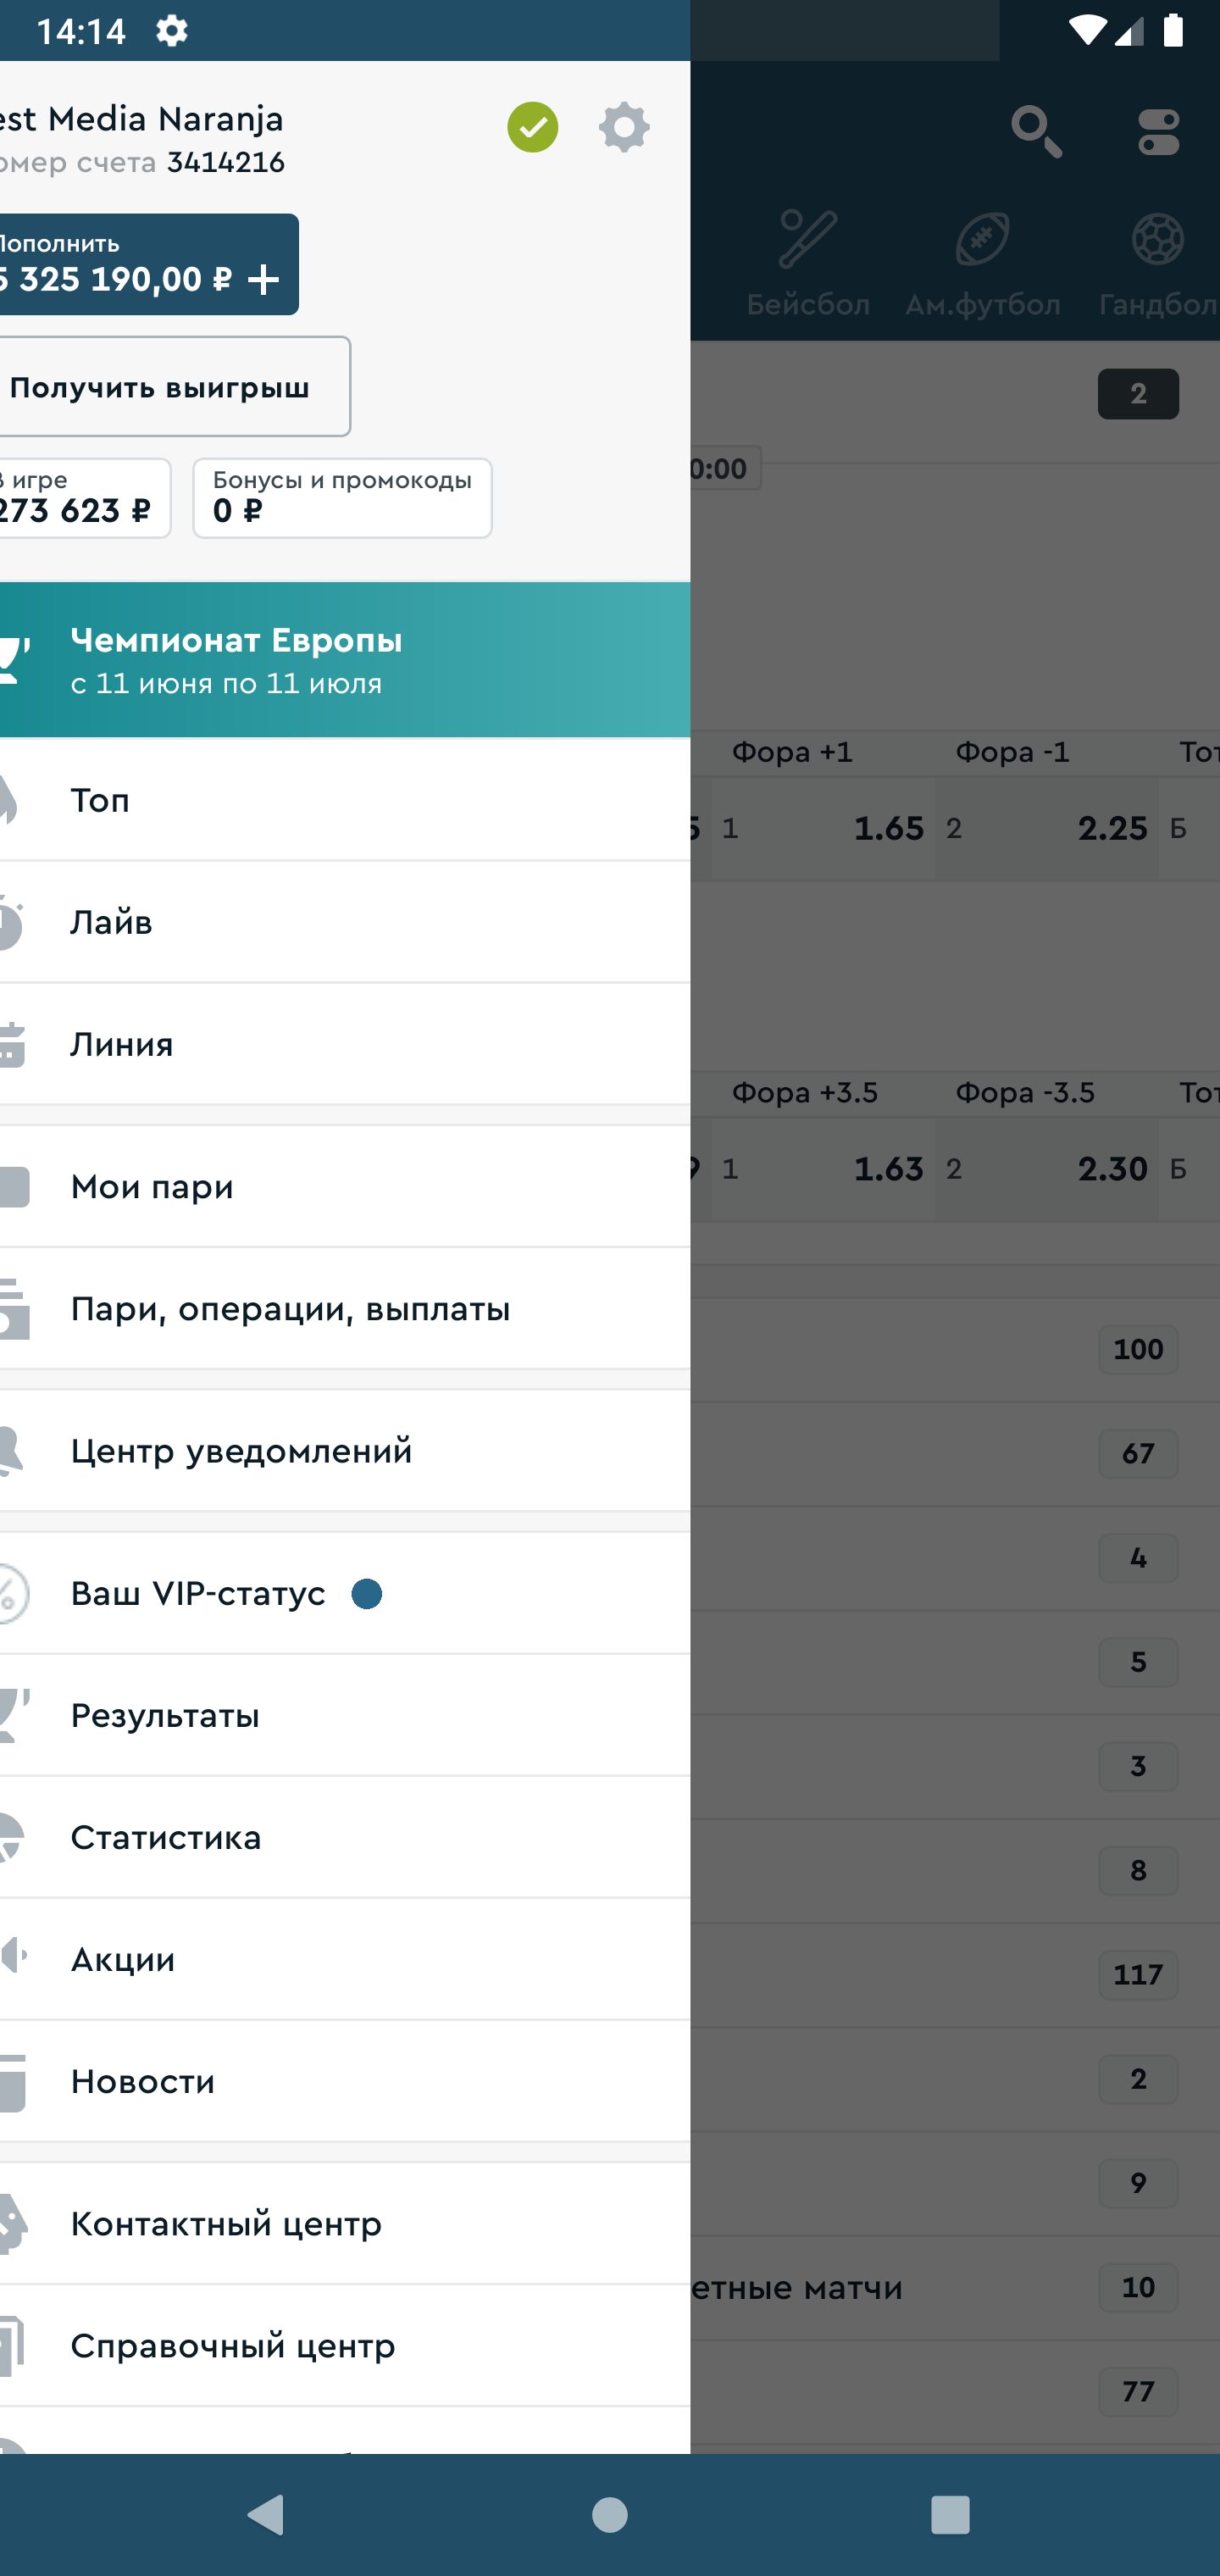 14:14
est Media Naranja
омер счета 3414216
Пополнить
5 325 190,00 ₽
Получить выигрыш
В игре
273 623 ₽
Бонусы и промокоды
0 ₽
Чемпионат Европы
с 11 июня по 11 июля
Топ
Лайв
Линия
Мои пари
Пари, операции, выплаты
Центр уведомлений
Ваш VIP-статус
Результаты
Статистика
Акции
Новости
Контактный центр
Справочный центр
Бейсбол Ам.футбол Гандбол
2
0:00
Фора +1 Фора -1 Тот
5 1 1.65 2 2.25 Б
Фора +3.5 Фора -3.5 Тот
9 1 1.63 2 2.30 Б
100
67
4
5
3
8
117
2
9
етные матчи 10
77